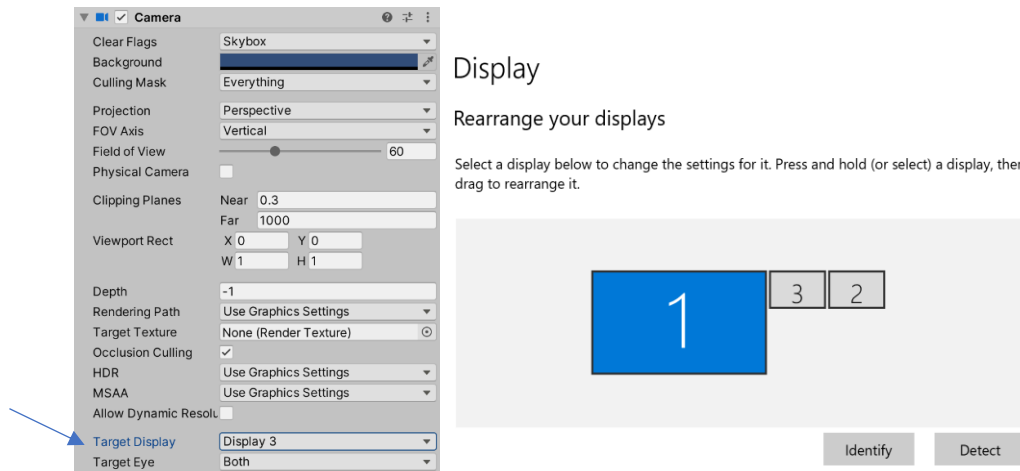 Camera
Clear Flags Skybox
Background
Culling Mask Everything
Projection Perspective
FOV Axis Vertical
Field of View 60
Physical Camera
Clipping Planes Near 0.3
Far 1000
Viewport Rect X 0 Y 0
W 1 H 1
Depth -1
Rendering Path Use Graphics Settings
Target Texture None (Render Texture)
Occlusion Culling
HDR Use Graphics Settings
MSAA Use Graphics Settings
Allow Dynamic Resolu
Target Display Display 3
Target Eye Both
Display
Rearrange your displays
Select a display below to change the settings for it. Press and hold (or select) a display, then
drag to rearrange it.
1 3 2
Identify Detect